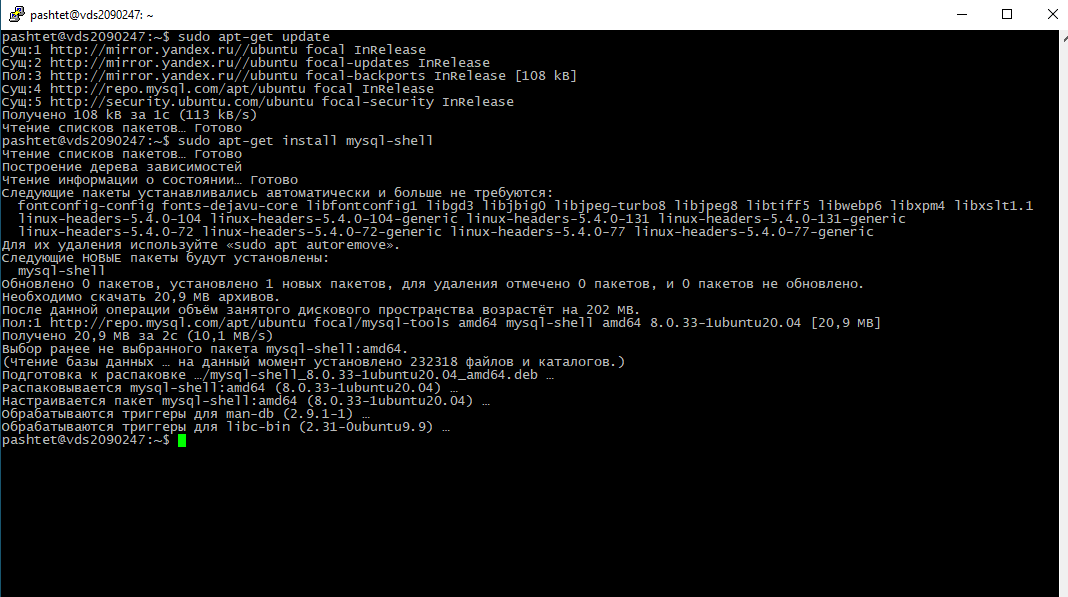 pashtet@vds2090247: ~
pashtet@vds2090247:~$ sudo apt-get update
Сущ:1 http://mirror.yandex.ru//ubuntu focal InRelease
Сущ:2 http://mirror.yandex.ru//ubuntu focal-updates InRelease
Пол:3 http://mirror.yandex.ru//ubuntu focal-backports InRelease [108 kB]
Сущ:4 http://repo.mysql.com/apt/ubuntu focal InRelease
Сущ:5 http://security.ubuntu.com/ubuntu focal-security InRelease
Получено 108 kB за 1с (113 kB/s)
Чтение списков пакетов… Готово
pashtet@vds2090247:~$ sudo apt-get install mysql-shell
Чтение списков пакетов… Готово
Построение дерева зависимостей
Чтение информации о состоянии… Готово
Следующие пакеты устанавливались автоматически и больше не требуются:
fontconfig-config fonts-dejavu-core libfontconfig1 libgd3 libjbig0 libjpeg-turbo8 libjpeg8 libtiff5 libwebp6 libxpm4 libxslt1.1
linux-headers-5.4.0-104 linux-headers-5.4.0-104-generic linux-headers-5.4.0-131 linux-headers-5.4.0-131-generic
linux-headers-5.4.0-72 linux-headers-5.4.0-72-generic linux-headers-5.4.0-77 linux-headers-5.4.0-77-generic
Для их удаления используйте «sudo apt autoremove».
Следующие НОВЫЕ пакеты будут установлены:
mysql-shell
Обновлено 0 пакетов, установлено 1 новых пакетов, для удаления отмечено 0 пакетов, и 0 пакетов не обновлено.
Необходимо скачать 20,9 MB архивов.
После данной операции объём занятого дискового пространства возрастёт на 202 MB.
Пол:1 http://repo.mysql.com/apt/ubuntu focal/mysql-tools amd64 mysql-shell amd64 8.0.33-1ubuntu20.04 [20,9 MB]
Получено 20,9 MB за 2с (10,1 MB/s)
Выбор ранее не выбранного пакета mysql-shell:amd64.
(Чтение базы данных … на данный момент установлено 232318 файлов и каталогов.)
Подготовка к распаковке …/mysql-shell_8.0.33-1ubuntu20.04_amd64.deb …
Распаковывается mysql-shell:amd64 (8.0.33-1ubuntu20.04) …
Настраивается пакет mysql-shell:amd64 (8.0.33-1ubuntu20.04) …
Обрабатываются триггеры для man-db (2.9.1-1) …
Обрабатываются триггеры для libc-bin (2.31-0ubuntu9.9) …
pashtet@vds2090247:~$